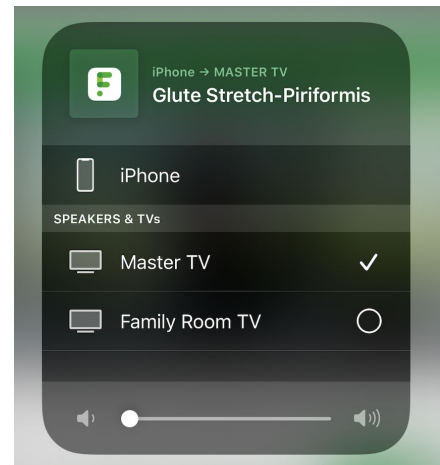 iPhone → MASTER TV
Glute Stretch-Piriformis
iPhone
SPEAKERS & TVs
Master TV
Family Room TV